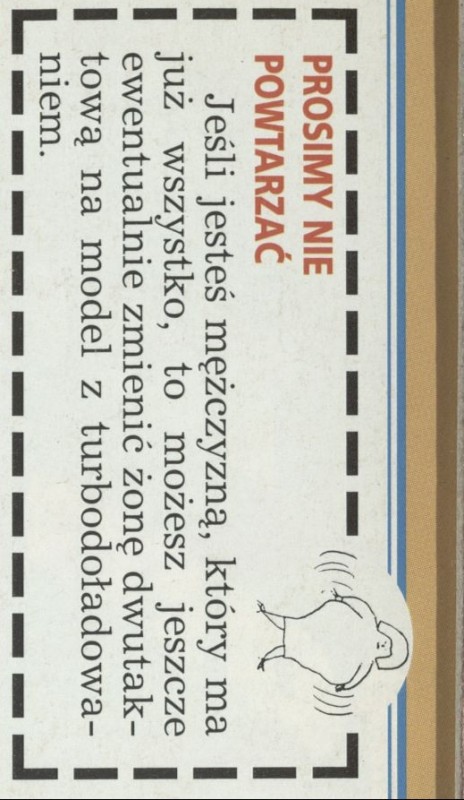 PROSIMY NIE
POWTARZAĆ
Jeśli jesteś mężczyzną, który ma
już wszystko, to możesz jeszcze
ewentualnie zmienić żonę dwutak-
tową na model z turbodoładowa-
niem.